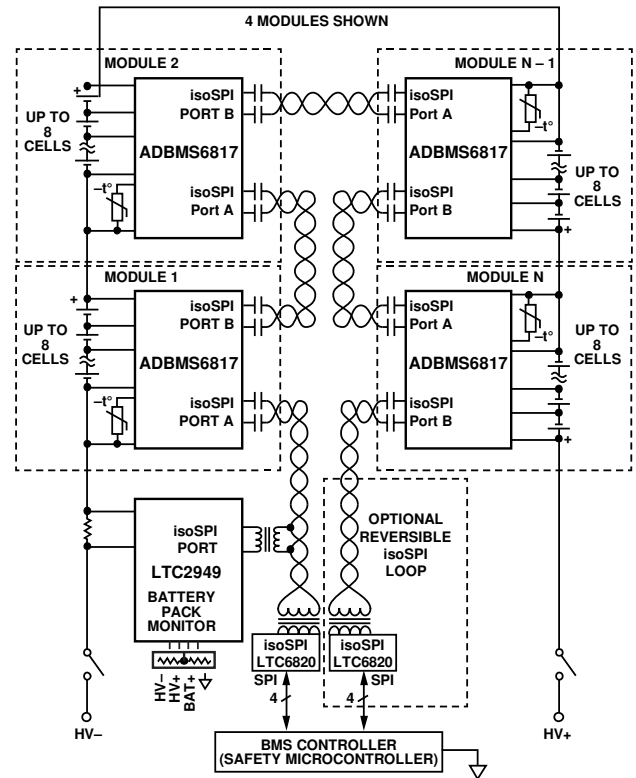 4 MODULES SHOWN
MODULE 2
+
UP TO
8
CELLS
–t°
isoSPI
PORT B
ADBMS6817
isoSPI
Port A
MODULE N – 1
isoSPI
Port A
ADBMS6817
isoSPI
Port B
–t°
UP TO
8
CELLS
+
MODULE 1
+
UP TO
8
CELLS
–t°
isoSPI
PORT B
ADBMS6817
isoSPI
PORT A
MODULE N
isoSPI
Port A
ADBMS6817
isoSPI
Port B
–t°
UP TO
8
CELLS
+
isoSPI
PORT
LTC2949
BATTERY
PACK
MONITOR
HV–
HV+
BAT+
OPTIONAL
REVERSIBLE
isoSPI
LOOP
isoSPI
LTC6820
SPI
4
isoSPI
LTC6820
SPI
4
HV–
HV+
BMS CONTROLLER
(SAFETY MICROCONTROLLER)